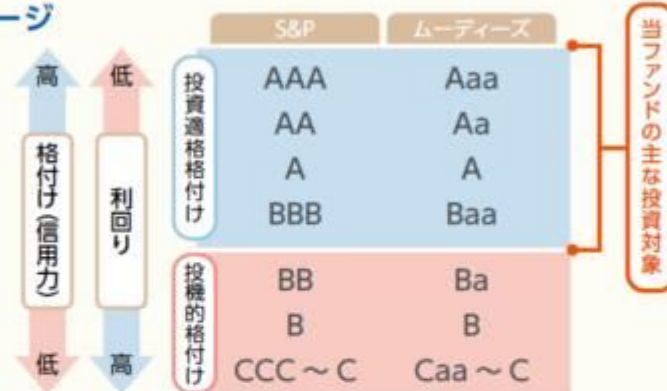 ージ
S&P ムーディーズ
高 低
格付け(信用力)
利回り
低 高
投資適格格付け
AAA Aaa
AA Aa
A A
BBB Baa
投機的格付け
BB Ba
B B
CCC～C Caa～C
当ファンドの主な投資対象